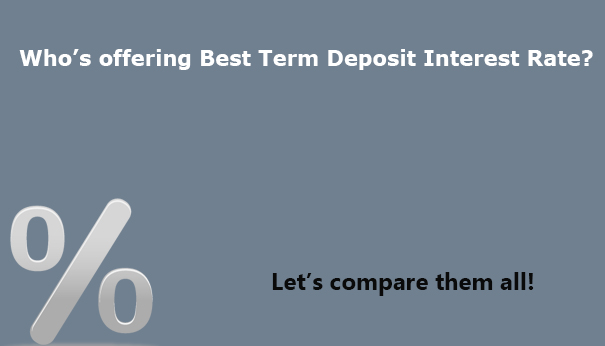 Who's offering Best Term Deposit Interest Rate?
%
Let's compare them all!